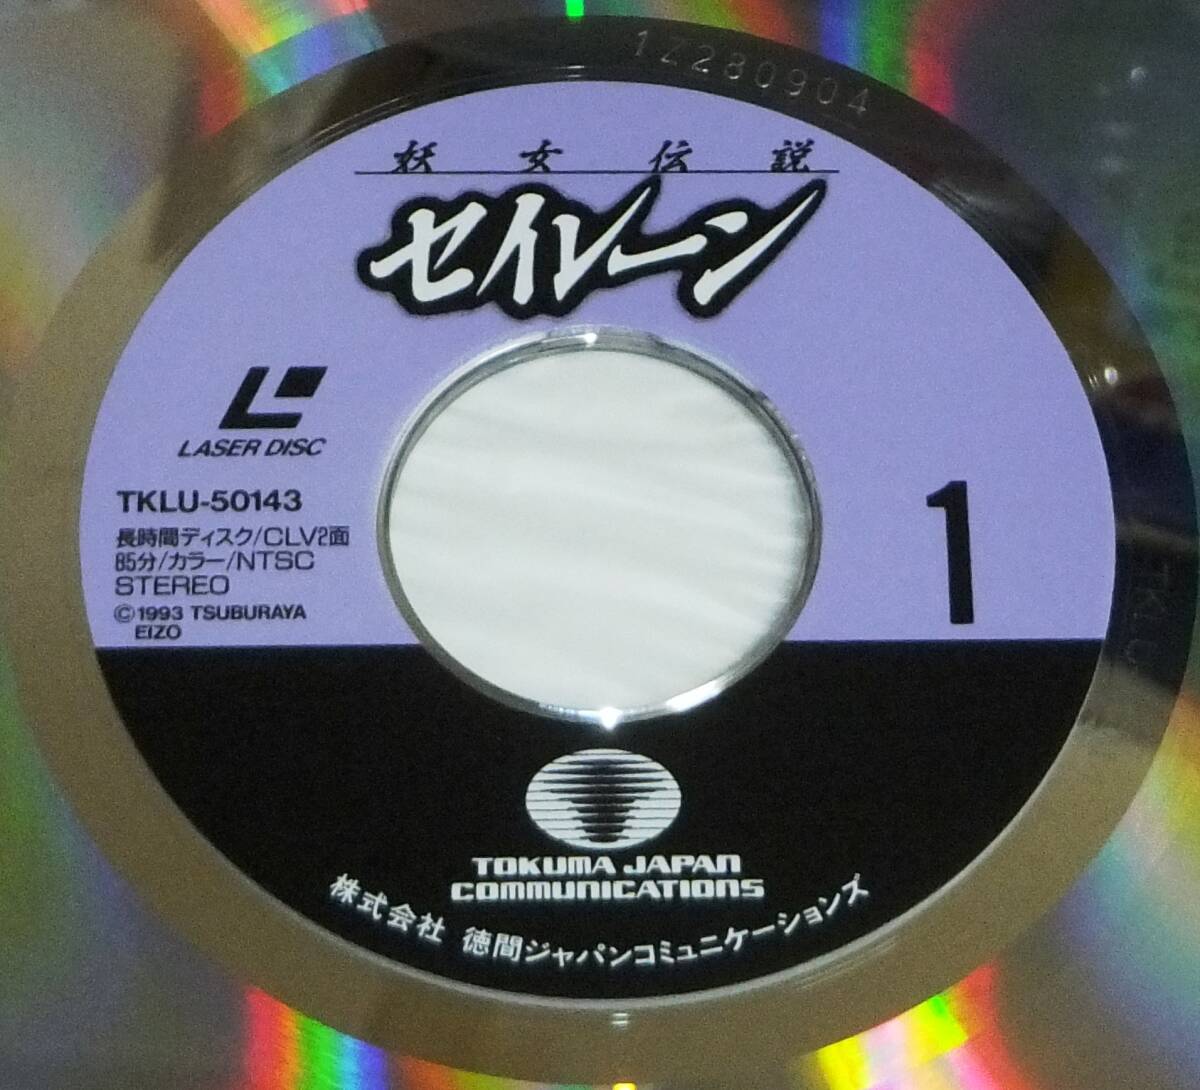 1Z280904
妖女伝説
セイレーン
LASER DISC
TKLU-50143
長時間ディスク/CLV2面
85分/カラー/NTSC
STEREO
©1993 TSUBURAYA
EIZO
1
TKLU
TOKUMA JAPAN
COMMUNICATIONS
株式会社 徳間ジャパンコミュニケーションズ